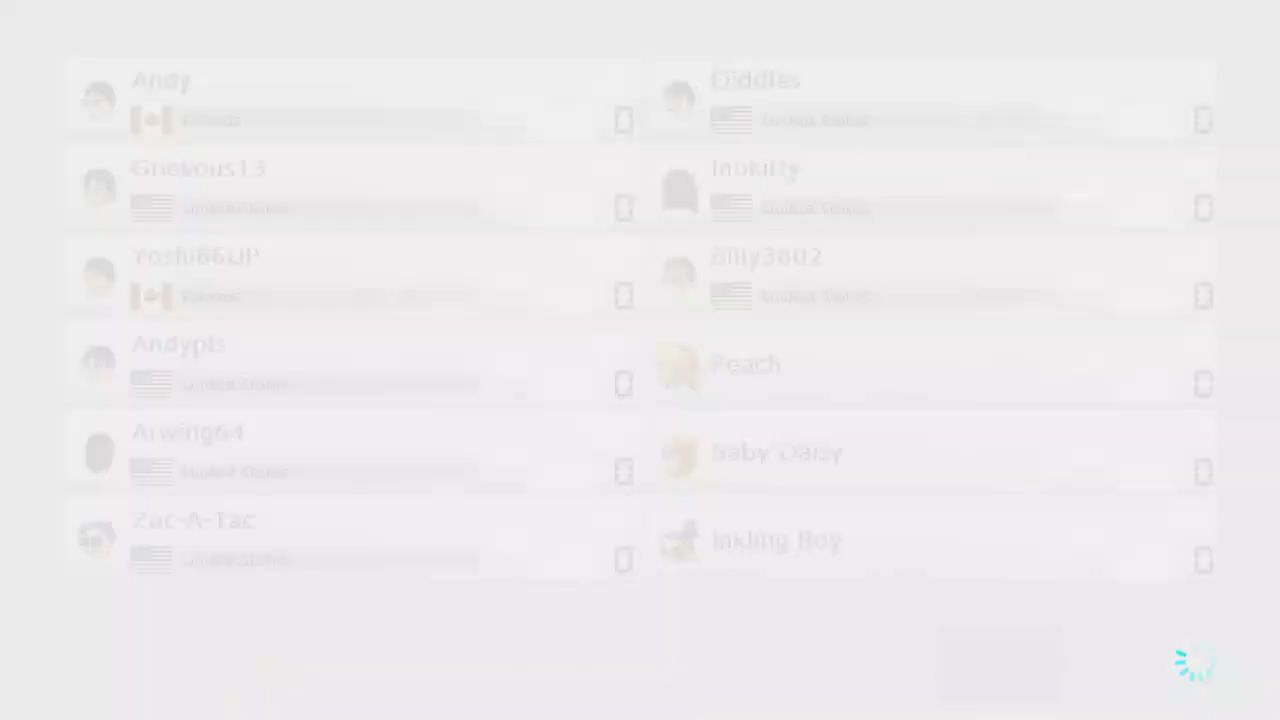 Andy
Canada
Grievous13
United States
Yoshi66UP
Canada
Andypls
United States
Arwing64
United States
Zac-A-Tac
United States
Diddles
United States
Inokitty
United States
Billy3802
United States
Peach
Baby Daisy
Inkling Boy